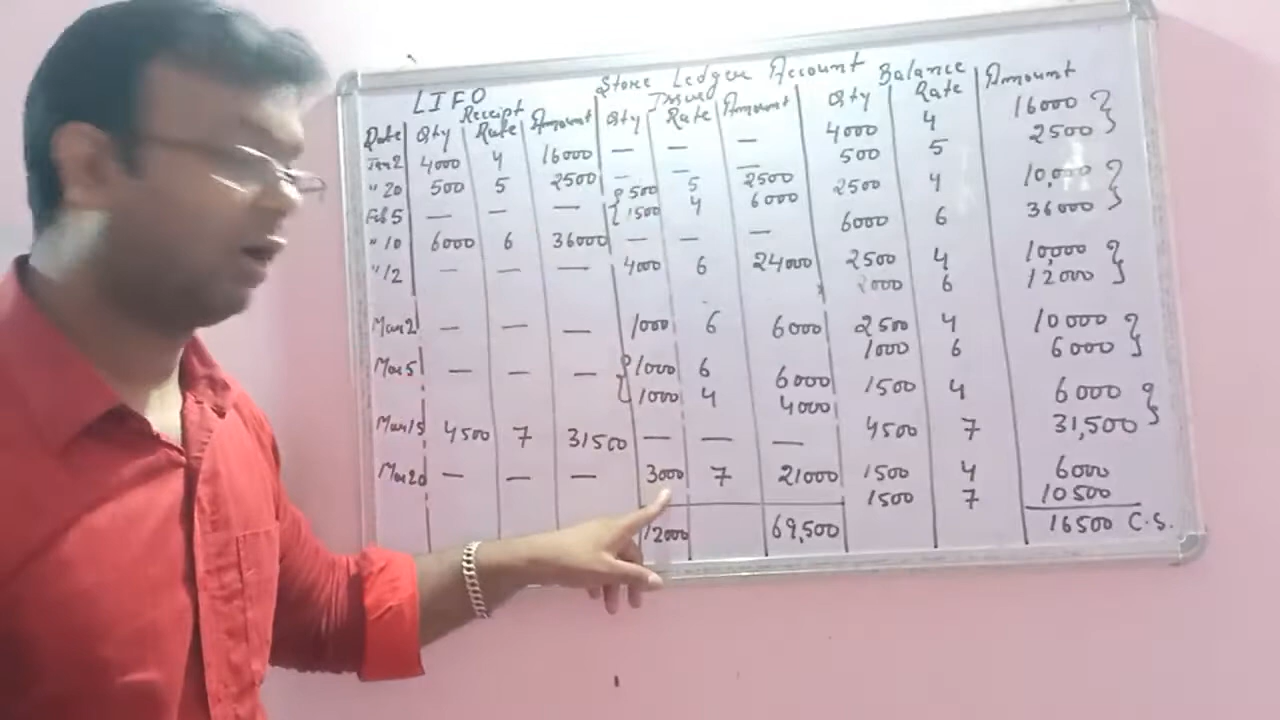 LIFO Store Ledger Account
Receipt Issued Balance
Date Qty Rate Amount Qty Rate Amount Qty Rate Amount
Jan 2 4000 4 16000 — — — 4000 4 16000
" 20 500 5 2500 — — — 500 5 2500
Feb 5 — — — 500 5 2500 2500 4 10,000
1500 4 6000
" 10 6000 6 36000 — — — 6000 6 36000
" 12 — — — 4000 6 24000 2500 4 10,000
2000 6 12000
Mar 2 — — — 1000 6 6000 2500 4 10000
1000 6 6000
Mar 5 — — — 1000 6 6000 1500 4 6000
1000 4 4000
Mar 15 4500 7 31500 — — — 4500 7 31,500
Mar 20 — — — 3000 7 21000 1500 4 6000
1500 7 10500
12000 69,500 16500 C.S.